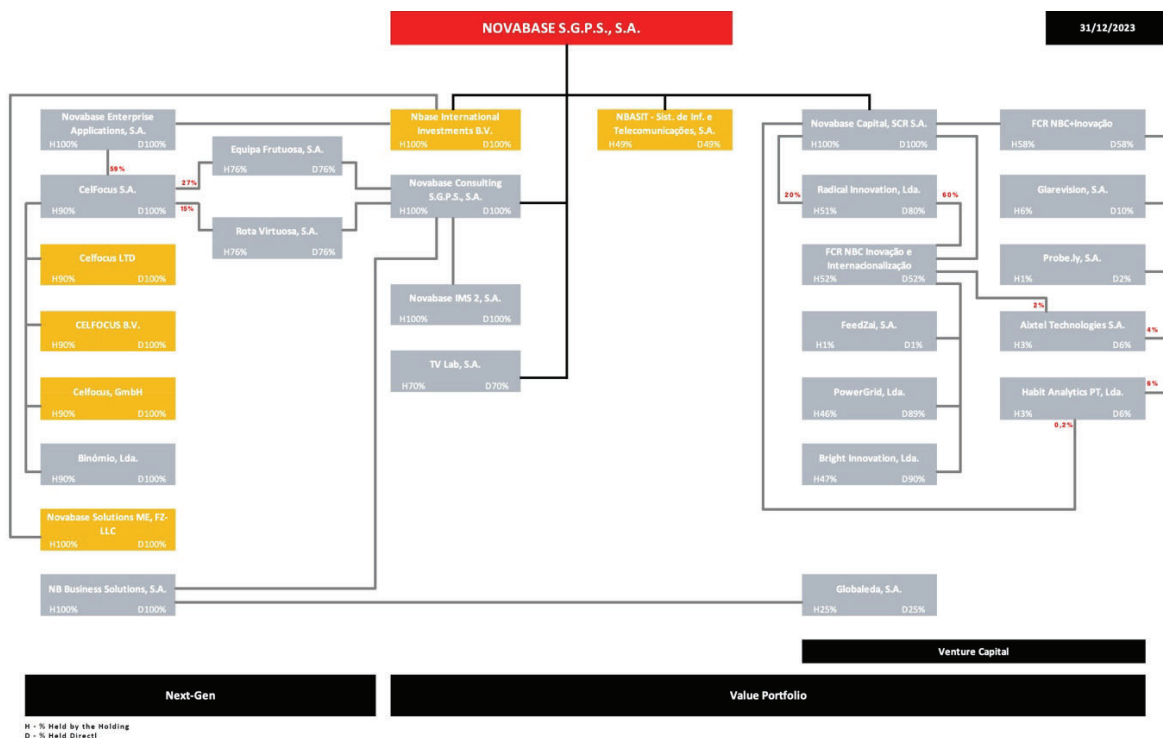 NOVABASE S.G.P.S., S.A.
31/12/2023
Novabase Enterprise
Applications, S.A.
H100% D100%
Nbase International
Investments B.V.
H100% D100%
NBASIT - Sist. de Inf. e
Telecomunicações, S.A.
H49% D49%
Novabase Capital, SCR S.A.
H100% D100%
FCR NBC+Inovação
H58% D58%
59%
Equipa Frutuosa, S.A.
H76% D76%
CelFocus S.A.
H90% D100%
27%
15%
Novabase Consulting
S.G.P.S., S.A.
H100% D100%
20%
Radical Innovation, Lda.
H51% D80%
60%
Glarevision, S.A.
H6% D10%
Rota Virtuosa, S.A.
H76% D76%
Celfocus LTD
H90% D100%
FCR NBC Inovação e
Internacionalização
H52% D52%
Probe.ly, S.A.
H1% D2%
Novabase IMS 2, S.A.
H100% D100%
2%
CELFOCUS B.V.
H90% D100%
FeedZai, S.A.
H1% D1%
Aixtel Technologies S.A.
H3% D6%
4%
TV Lab, S.A.
H70% D70%
Celfocus, GmbH
H90% D100%
PowerGrid, Lda.
H46% D89%
Habit Analytics PT, Lda.
H3% D6%
6%
0,2%
Binómio, Lda.
H90% D100%
Bright Innovation, Lda.
H47% D90%
Novabase Solutions ME, FZ-
LLC
H100% D100%
NB Business Solutions, S.A.
H100% D100%
Globaleda, S.A.
H25% D25%
Venture Capital
Next-Gen
Value Portfolio
H - % Held by the Holding
D - % Held Directl